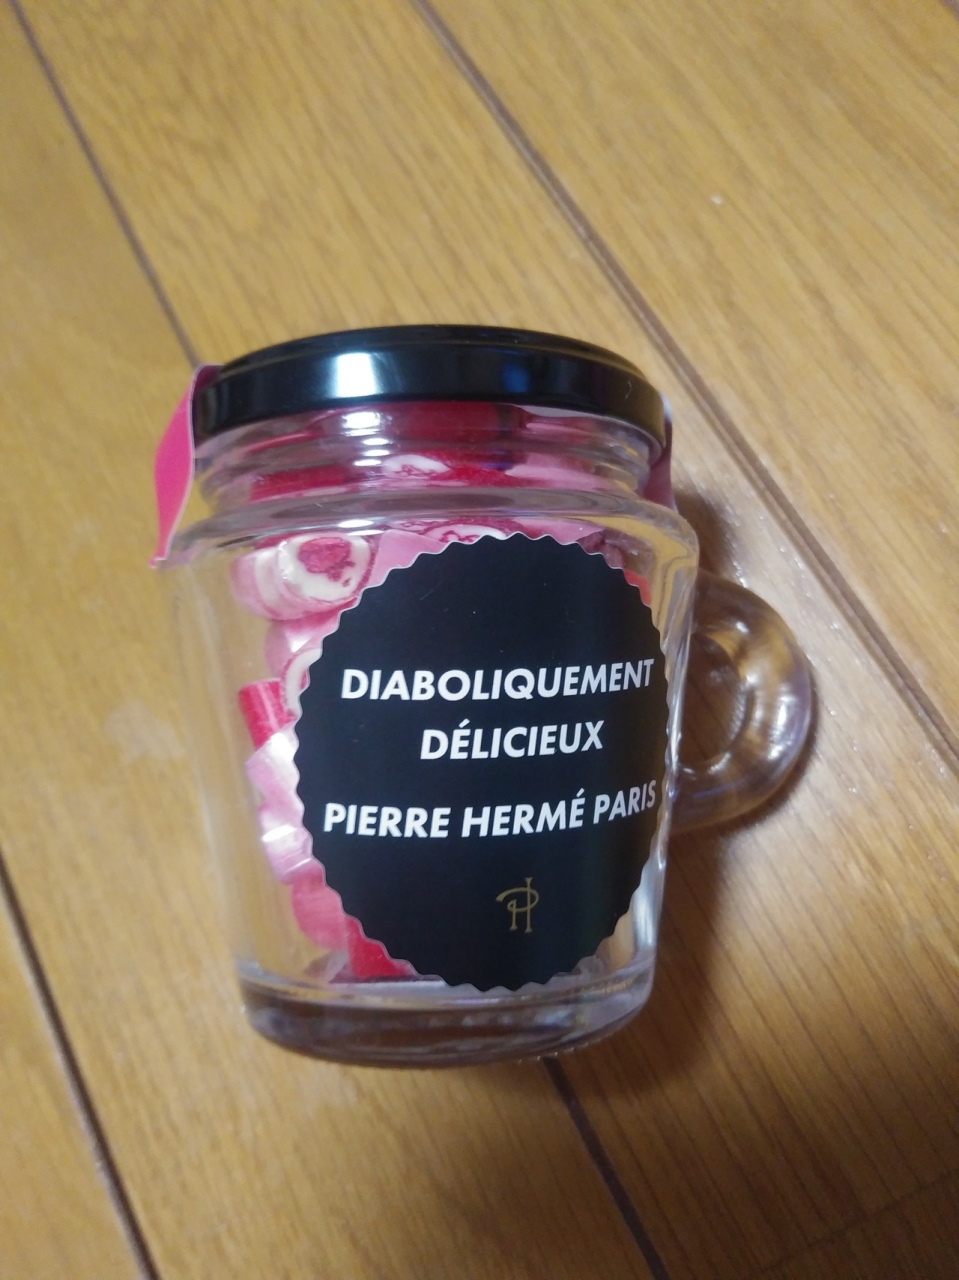 DIABOLIQUEMENT
DÉLICIEUX
PIERRE HERMÉ PARIS
PH